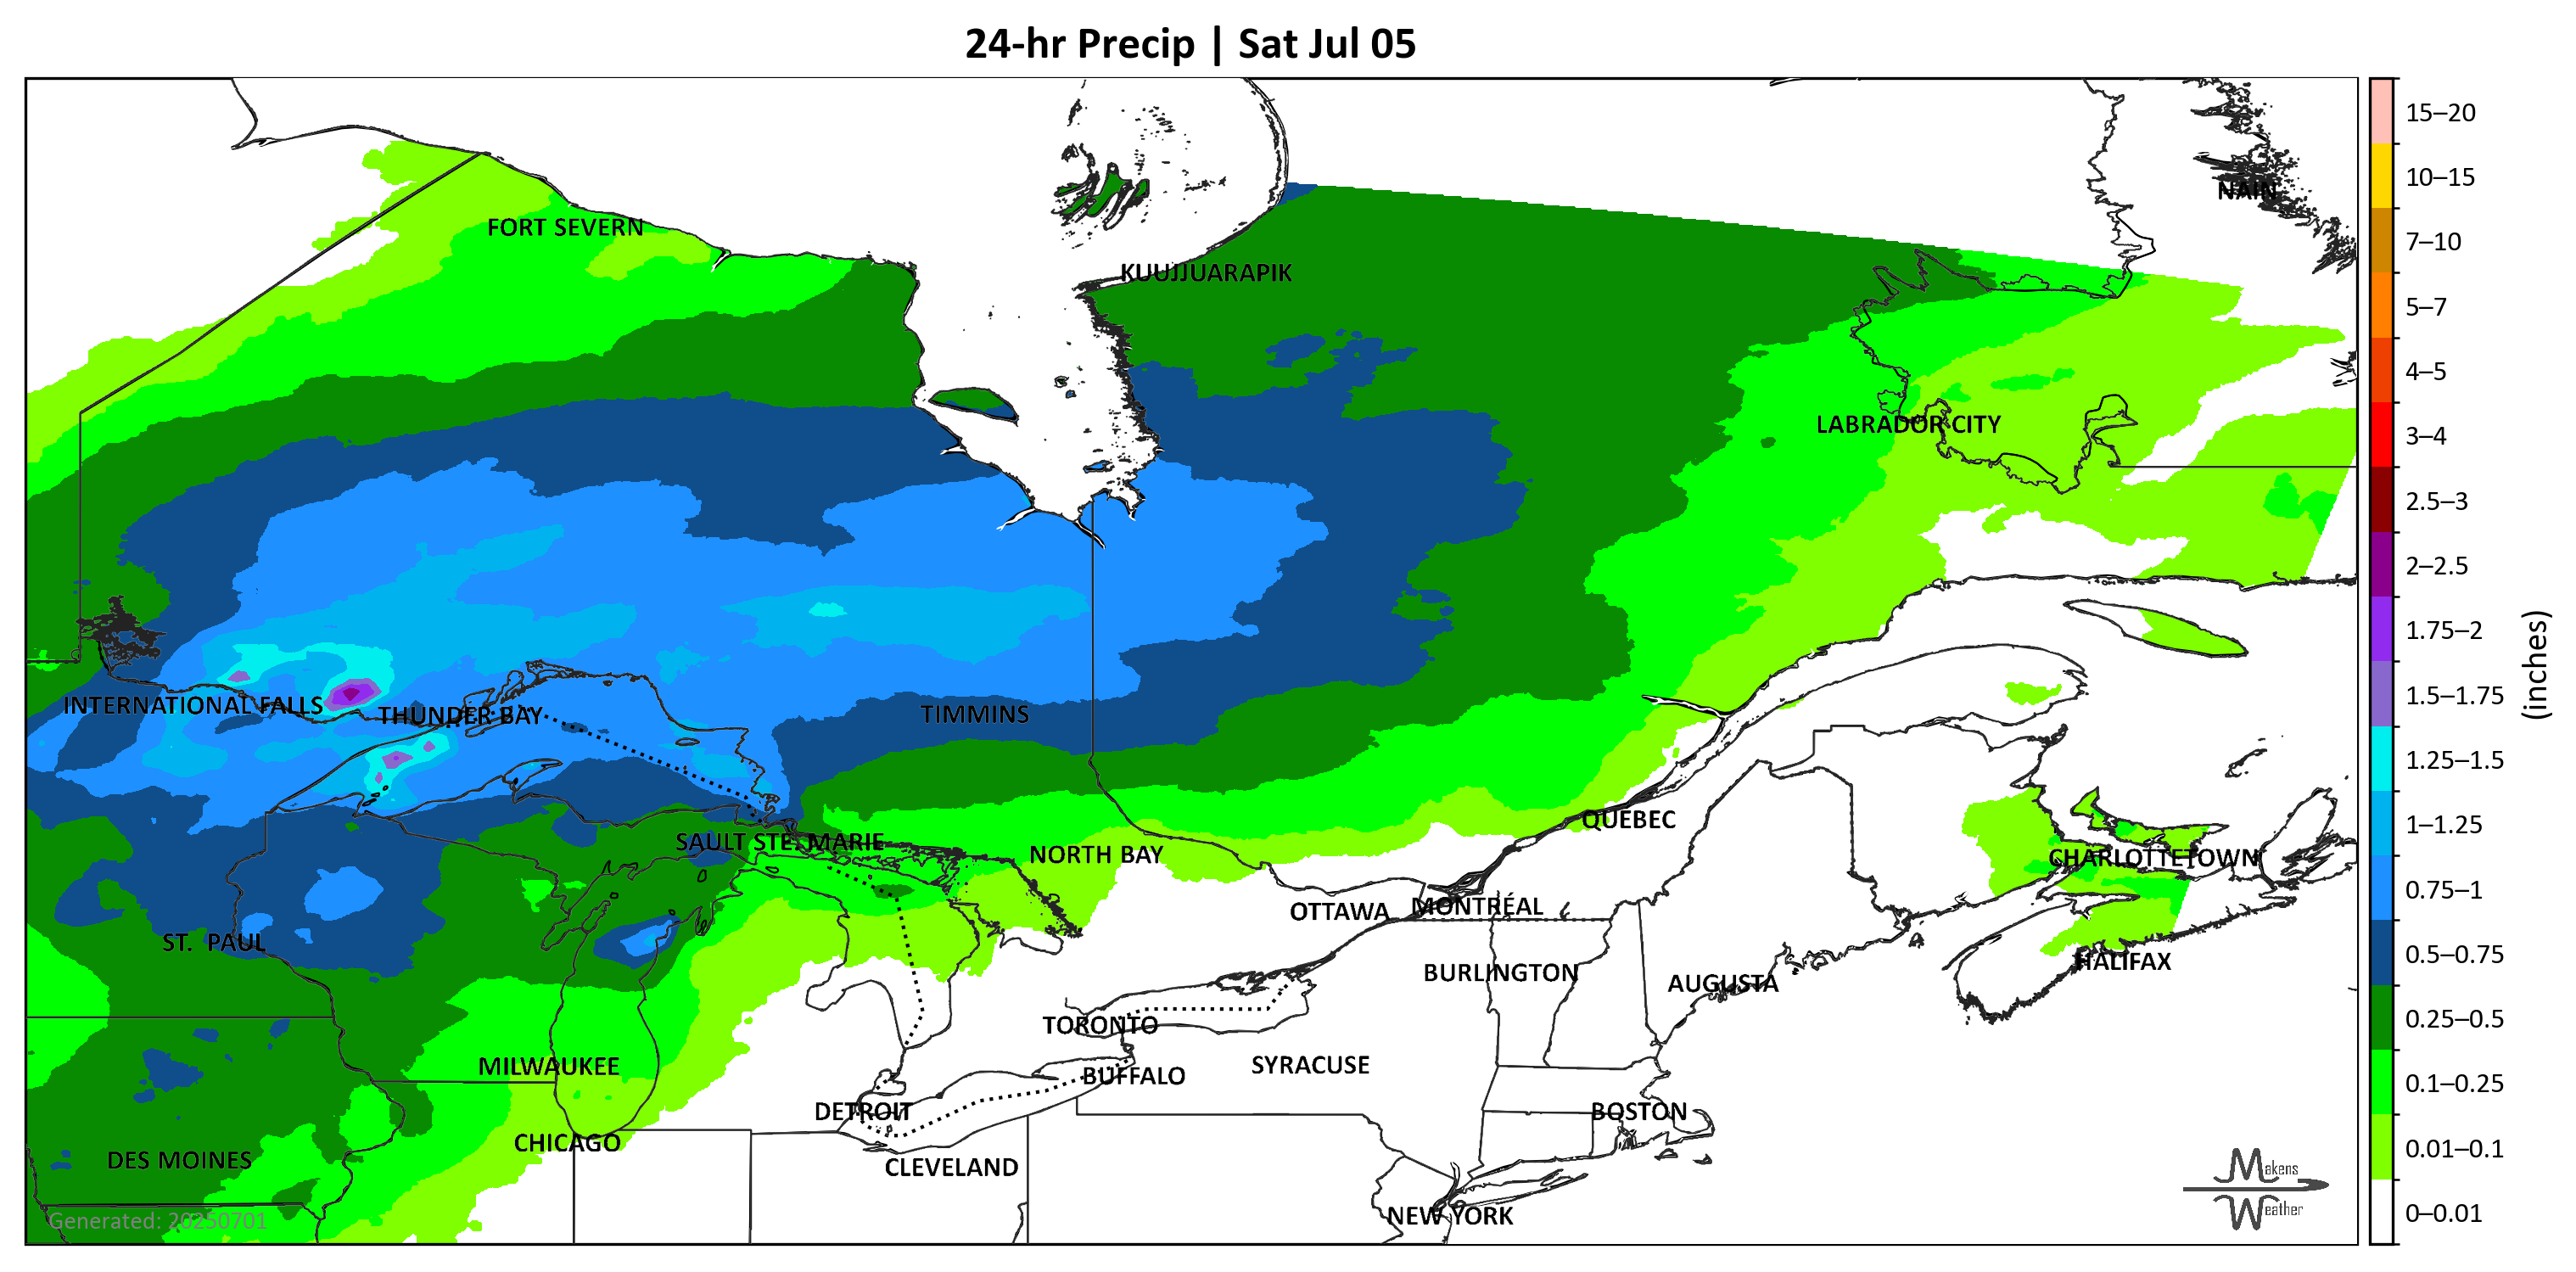 24-hr Precip | Sat Jul 05
NAIN
FORT SEVERN
KUUJJUARAPIK
LABRADOR CITY
INTERNATIONAL FALLS
THUNDER BAY
TIMMINS
QUÉBEC
SAULT STE. MARIE
NORTH BAY
CHARLOTTETOWN
OTTAWA
MONTRÉAL
ST. PAUL
HALIFAX
BURLINGTON
AUGUSTA
TORONTO
MILWAUKEE
SYRACUSE
BUFFALO
DETROIT
BOSTON
CHICAGO
DES MOINES
CLEVELAND
NEW YORK
Generated: 20250701
Makens
Weather
15–20
10–15
7–10
5–7
4–5
3–4
2.5–3
2–2.5
1.75–2
1.5–1.75
1.25–1.5
1–1.25
0.75–1
0.5–0.75
0.25–0.5
0.1–0.25
0.01–0.1
0–0.01
(inches)